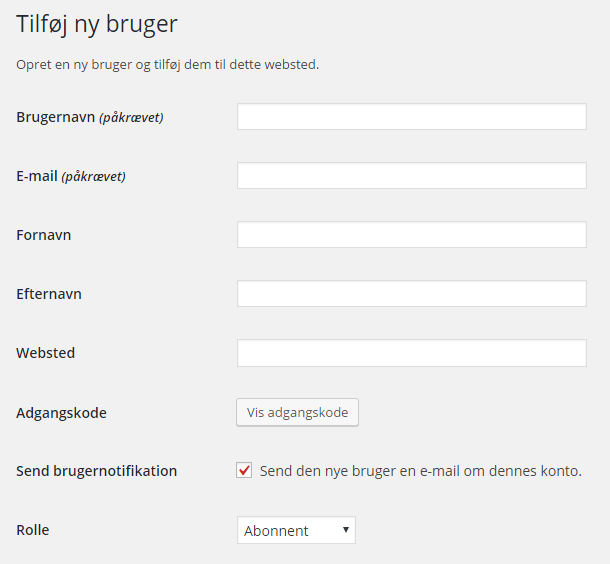 Tilføj ny bruger
Opret en ny bruger og tilføj dem til dette websted.
Brugernavn (påkrævet)
E-mail (påkrævet)
Fornavn
Efternavn
Websted
Adgangskode Vis adgangskode
Send brugernotifikation Send den nye bruger en e-mail om dennes konto.
Rolle Abonnent